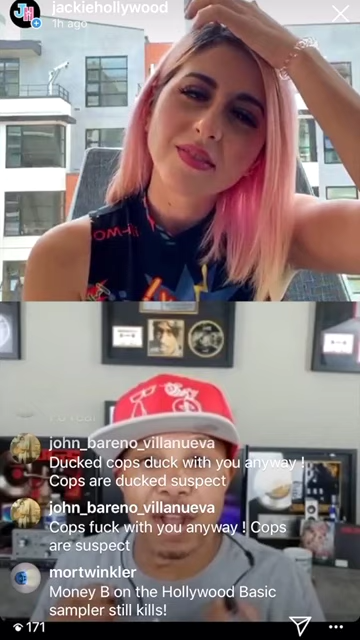 jackiehollywood
1h ago
john_bareno_villanueva
Ducked cops duck with you anyway !
Cops are ducked suspect
john_bareno_villanueva
Cops fuck with you anyway ! Cops
are suspect
mortwinkler
Money B on the Hollywood Basic
sampler still kills!
171